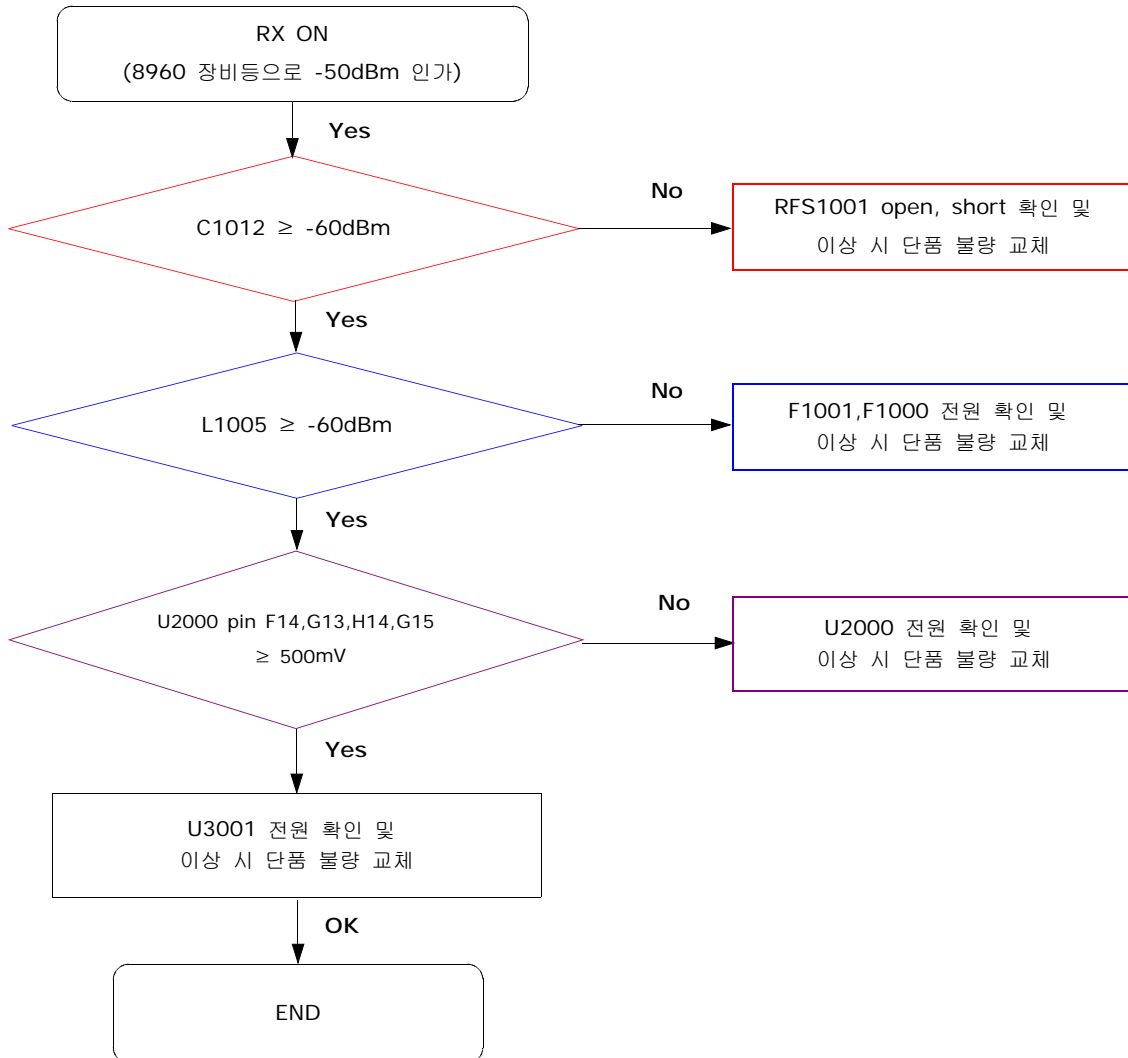 RX ON
(8960 장비등으로 -50dBm 인가)
Yes
C1012 ≥ -60dBm
No
RFS1001 open, short 확인 및
이상 시 단품 불량 교체
Yes
L1005 ≥ -60dBm
No
F1001,F1000 전원 확인 및
이상 시 단품 불량 교체
Yes
U2000 pin F14,G13,H14,G15
≥ 500mV
No
U2000 전원 확인 및
이상 시 단품 불량 교체
Yes
U3001 전원 확인 및
이상 시 단품 불량 교체
OK
END